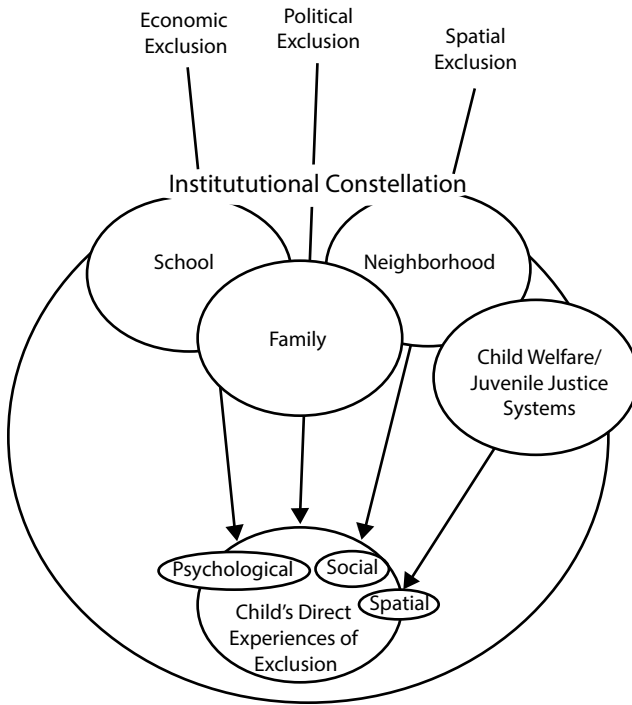 Economic
Exclusion
Political
Exclusion
Spatial
Exclusion
Institututional Constellation
School
Neighborhood
Family
Child Welfare/
Juvenile Justice
Systems
Psychological
Social
Spatial
Child's Direct
Experiences of
Exclusion